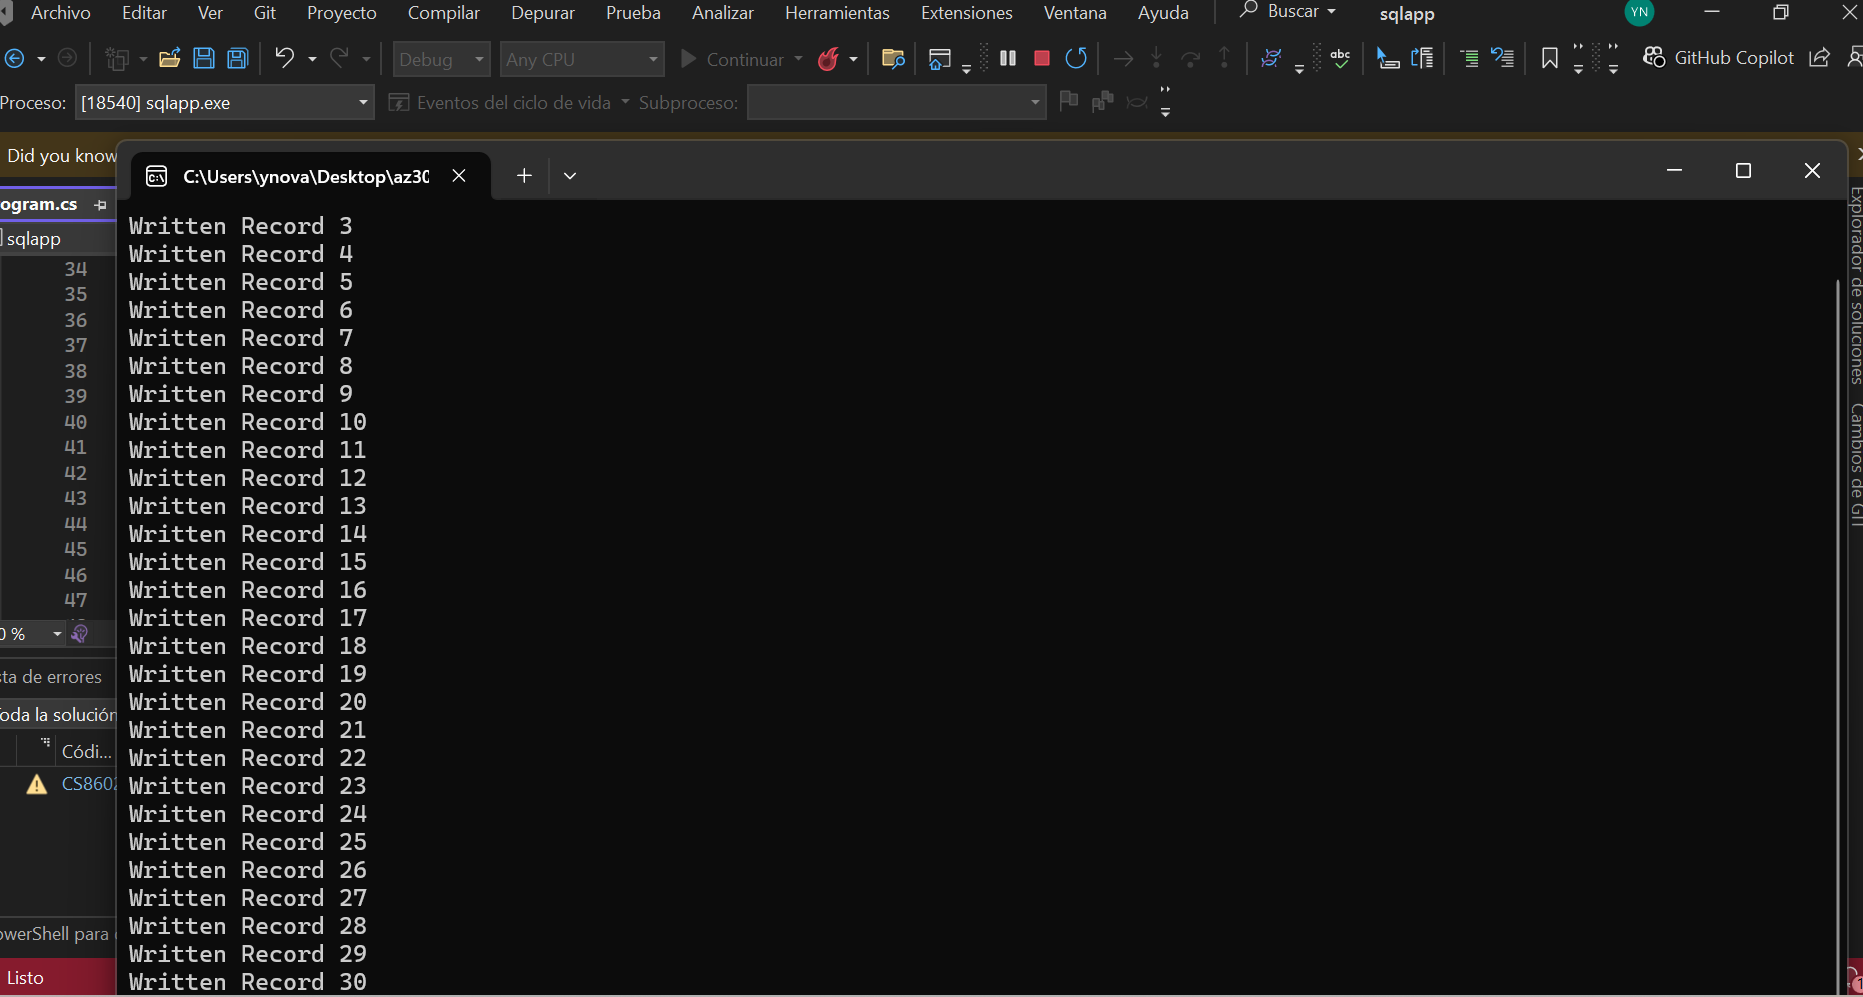 Archivo Editar Ver Git Proyecto Compilar Depurar Prueba Analizar Herramientas Extensiones Ventana Ayuda Buscar sqlapp YN
Debug Any CPU Continuar abc GitHub Copilot
Proceso: [18540] sqlapp.exe Eventos del ciclo de vida Subproceso:
Did you know
C:\Users\ynova\Desktop\az30
ogram.cs
sqlapp
34
35
36
37
38
39
40
41
42
43
44
45
46
47
0 %
sta de errores
Toda la solución
Códi...
CS8602
owerShell para
Listo
Written Record 3
Written Record 4
Written Record 5
Written Record 6
Written Record 7
Written Record 8
Written Record 9
Written Record 10
Written Record 11
Written Record 12
Written Record 13
Written Record 14
Written Record 15
Written Record 16
Written Record 17
Written Record 18
Written Record 19
Written Record 20
Written Record 21
Written Record 22
Written Record 23
Written Record 24
Written Record 25
Written Record 26
Written Record 27
Written Record 28
Written Record 29
Written Record 30
Explorador de soluciones
Cambios de GIT
1